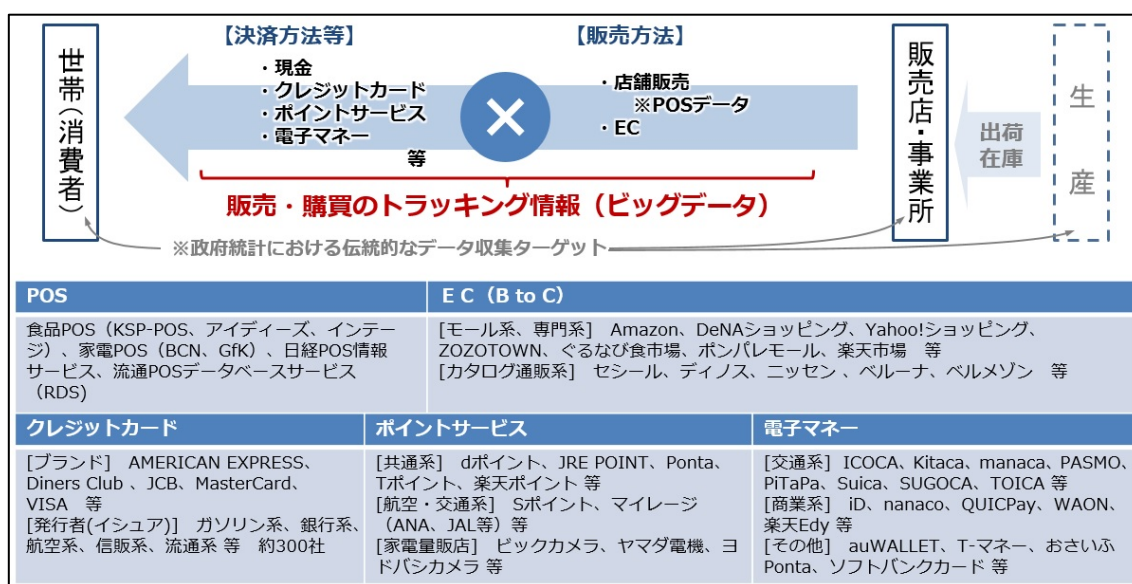 【決済方法等】
【販売方法】
世帯(消費者)
・現金
・クレジットカード
・ポイントサービス
・電子マネー
等
・店舗販売
※POSデータ
・EC
販売店・事業所
出荷
在庫
生産
販売・購買のトラッキング情報（ビッグデータ）
※政府統計における伝統的なデータ収集ターゲット
POS
ＥＣ（B to C）
食品POS（KSP-POS、アイディーズ、インテー
ジ）、家電POS（BCN、GfK）、日経POS情報
サービス、流通POSデータベースサービス
（RDS)
[モール系、専門系]　Amazon、DeNAショッピング、Yahoo!ショッピング、
ZOZOTOWN、ぐるなび食市場、ポンパレモール、楽天市場　等
[カタログ通販系]　セシール、ディノス、ニッセン 、ベルーナ、ベルメゾン　等
クレジットカード
ポイントサービス
電子マネー
[ブランド]　AMERICAN EXPRESS、
Diners Club 、JCB、MasterCard、
VISA　等
[発行者(イシュア)]　ガソリン系、銀行系、
航空系、信販系、流通系 等　約300社
[共通系]　dポイント、JRE POINT、Ponta、
Tポイント、楽天ポイント 等
[航空・交通系]　Sポイント、マイレージ
（ANA、JAL等）等
[家電量販店]　ビックカメラ、ヤマダ電機、ヨ
ドバシカメラ 等
[交通系] ICOCA、Kitaca、manaca、PASMO、
PiTaPa、Suica、SUGOCA、TOICA 等
[商業系]　iD、nanaco、QUICPay、WAON、
楽天Edy 等
[その他]　auWALLET、T-マネー、おさいふ
Ponta、ソフトバンクカード 等